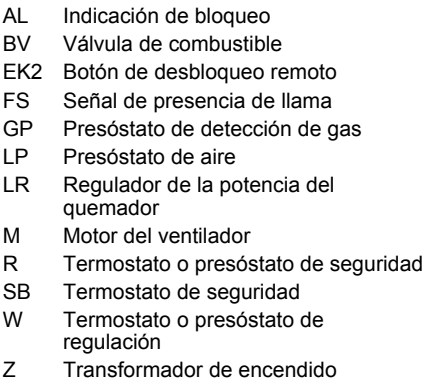 AL Indicación de bloqueo
BV Válvula de combustible
EK2 Botón de desbloqueo remoto
FS Señal de presencia de llama
GP Presóstato de detección de gas
LP Presóstato de aire
LR Regulador de la potencia del
quemador
M Motor del ventilador
R Termostato o presóstato de seguridad
SB Termostato de seguridad
W Termostato o presóstato de
regulación
Z Transformador de encendido